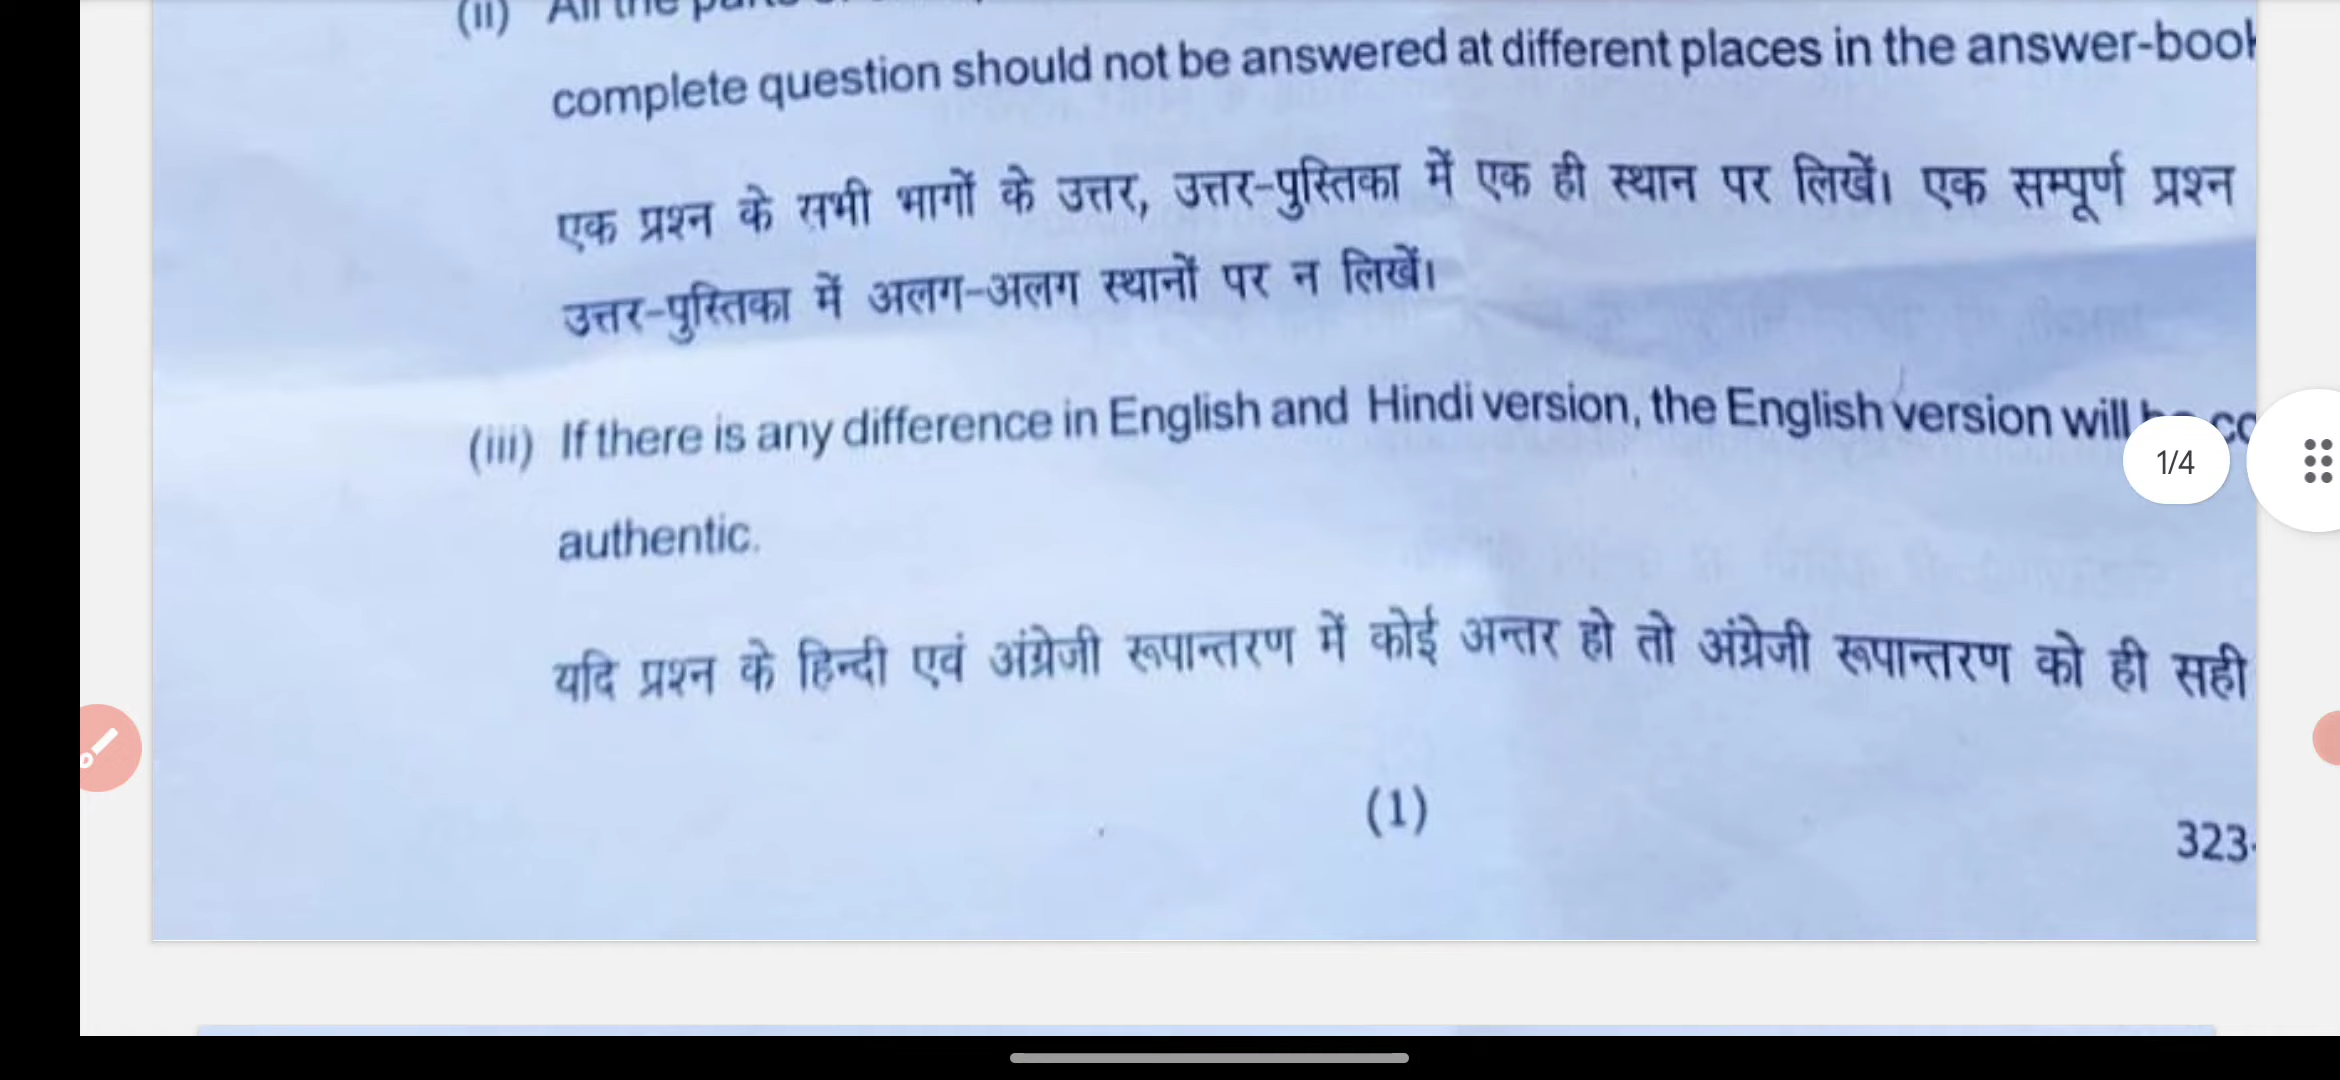 (ii) All the
complete question should not be answered at different places in the answer-book
एक प्रश्न के सभी भागों के उत्तर, उत्तर-पुस्तिका में एक ही स्थान पर लिखें। एक सम्पूर्ण प्रश्न
उत्तर-पुस्तिका में अलग-अलग स्थानों पर न लिखें।
(iii) If there is any difference in English and Hindi version, the English version will
authentic.
1/4
यदि प्रश्न के हिन्दी एवं अंग्रेजी रूपान्तरण में कोई अन्तर हो तो अंग्रेजी रूपान्तरण को ही सही
(1)
323-